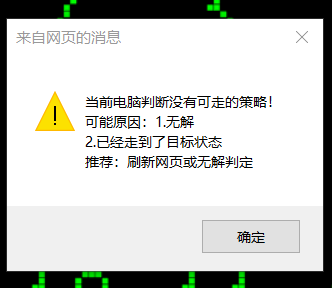 来自网页的消息
当前电脑判断没有可走的策略！
可能原因：1.无解
2.已经走到了目标状态
推荐：刷新网页或无解判定
确定